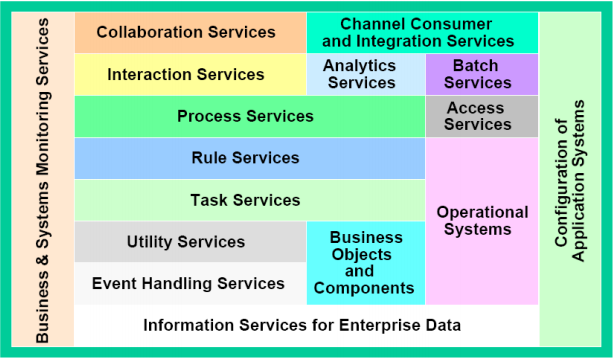 Business & Systems Monitoring Services
Collaboration Services
Channel Consumer
and Integration Services
Interaction Services
Analytics
Services
Batch
Services
Process Services
Access
Services
Rule Services
Task Services
Operational
Systems
Utility Services
Business
Objects
and
Components
Event Handling Services
Information Services for Enterprise Data
Configuration of
Application Systems